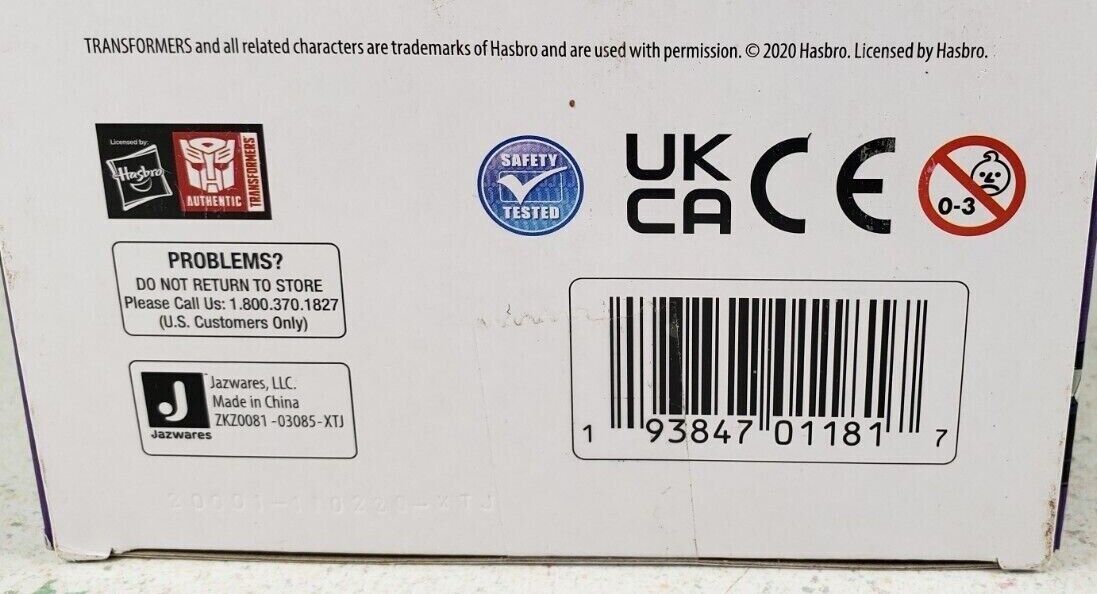 TRANSFORMERS and all related characters are trademarks of Hasbro and are used with permission. © 2020 Hasbro. Licensed by Hasbro.
Licensed by:
Hasbro
AUTHENTIC
TRANSFORMERS
SAFETY
TESTED
UK
CA
CE
0-3
PROBLEMS?
DO NOT RETURN TO STORE
Please Call Us: 1.800.370.1827
(U.S. Customers Only)
J
Jazwares
Jazwares, LLC.
Made in China
ZKZ0081 -03085-XTJ
1 93847 01181 7
20001-110220-XTJ